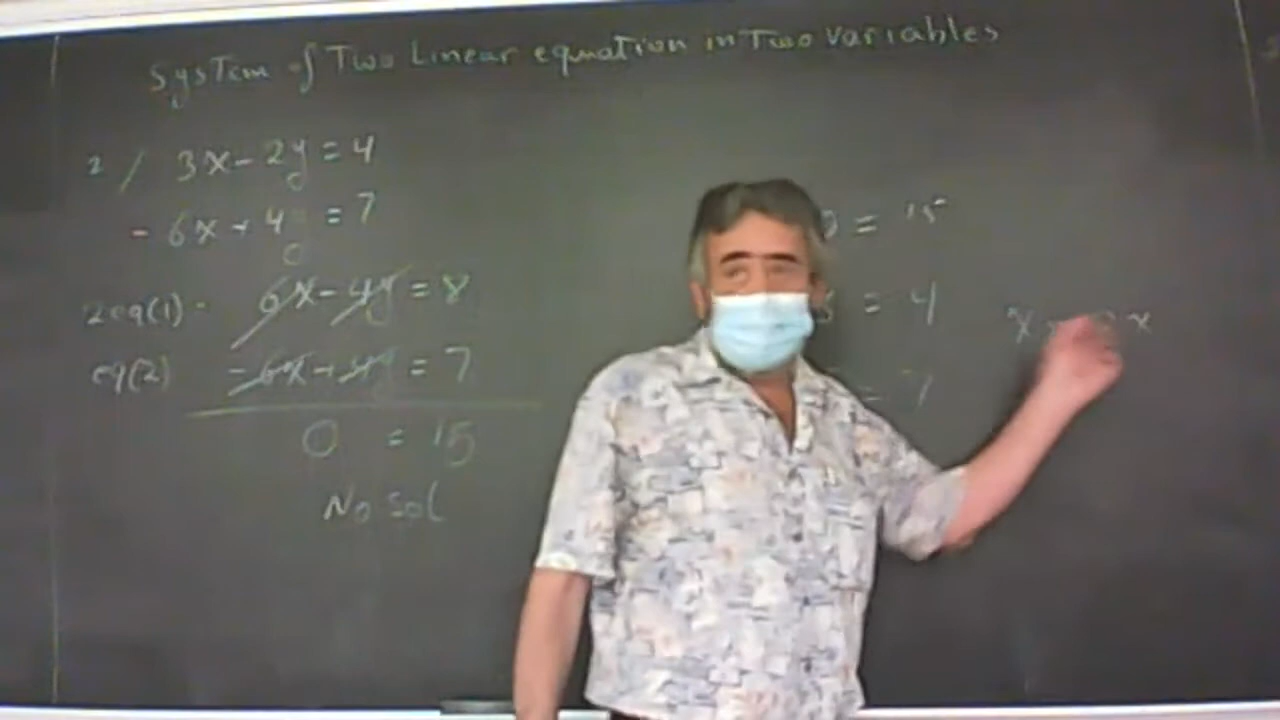 System of Two Linear equation in Two variables
2 / 3x - 2y = 4
- 6x + 4y = 7
2eq(1) - 6x - 4y = 8
eq(2) -6x + 4y = 7
0 = 15
No sol
= 15
= 4
= 7
x
x